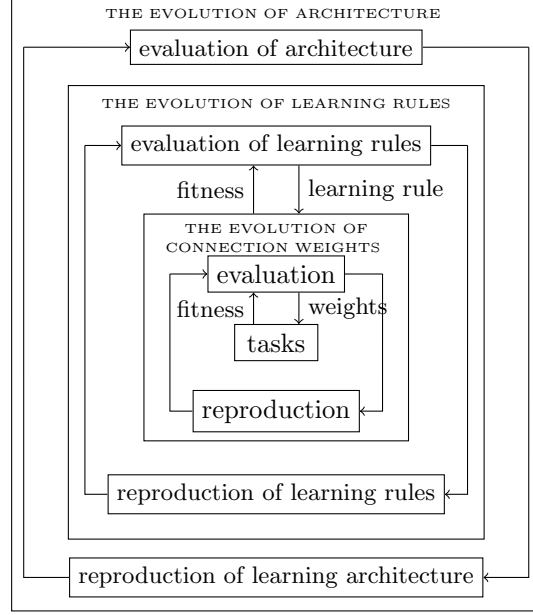 THE EVOLUTION OF ARCHITECTURE
evaluation of architecture
THE EVOLUTION OF LEARNING RULES
evaluation of learning rules
fitness
learning rule
THE EVOLUTION OF
CONNECTION WEIGHTS
evaluation
fitness
weights
tasks
reproduction
reproduction of learning rules
reproduction of learning architecture